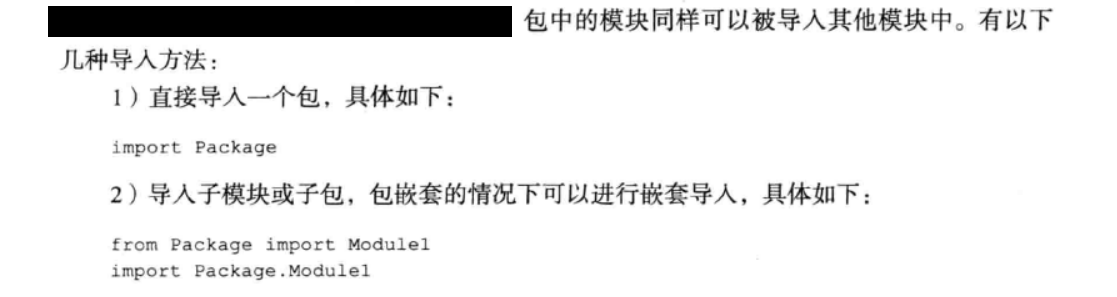 包中的模块同样可以被导入其他模块中。有以下
几种导入方法：
1）直接导入一个包，具体如下：
import Package
2）导入子模块或子包，包嵌套的情况下可以进行嵌套导入，具体如下：
from Package import Module1
import Package.Module1